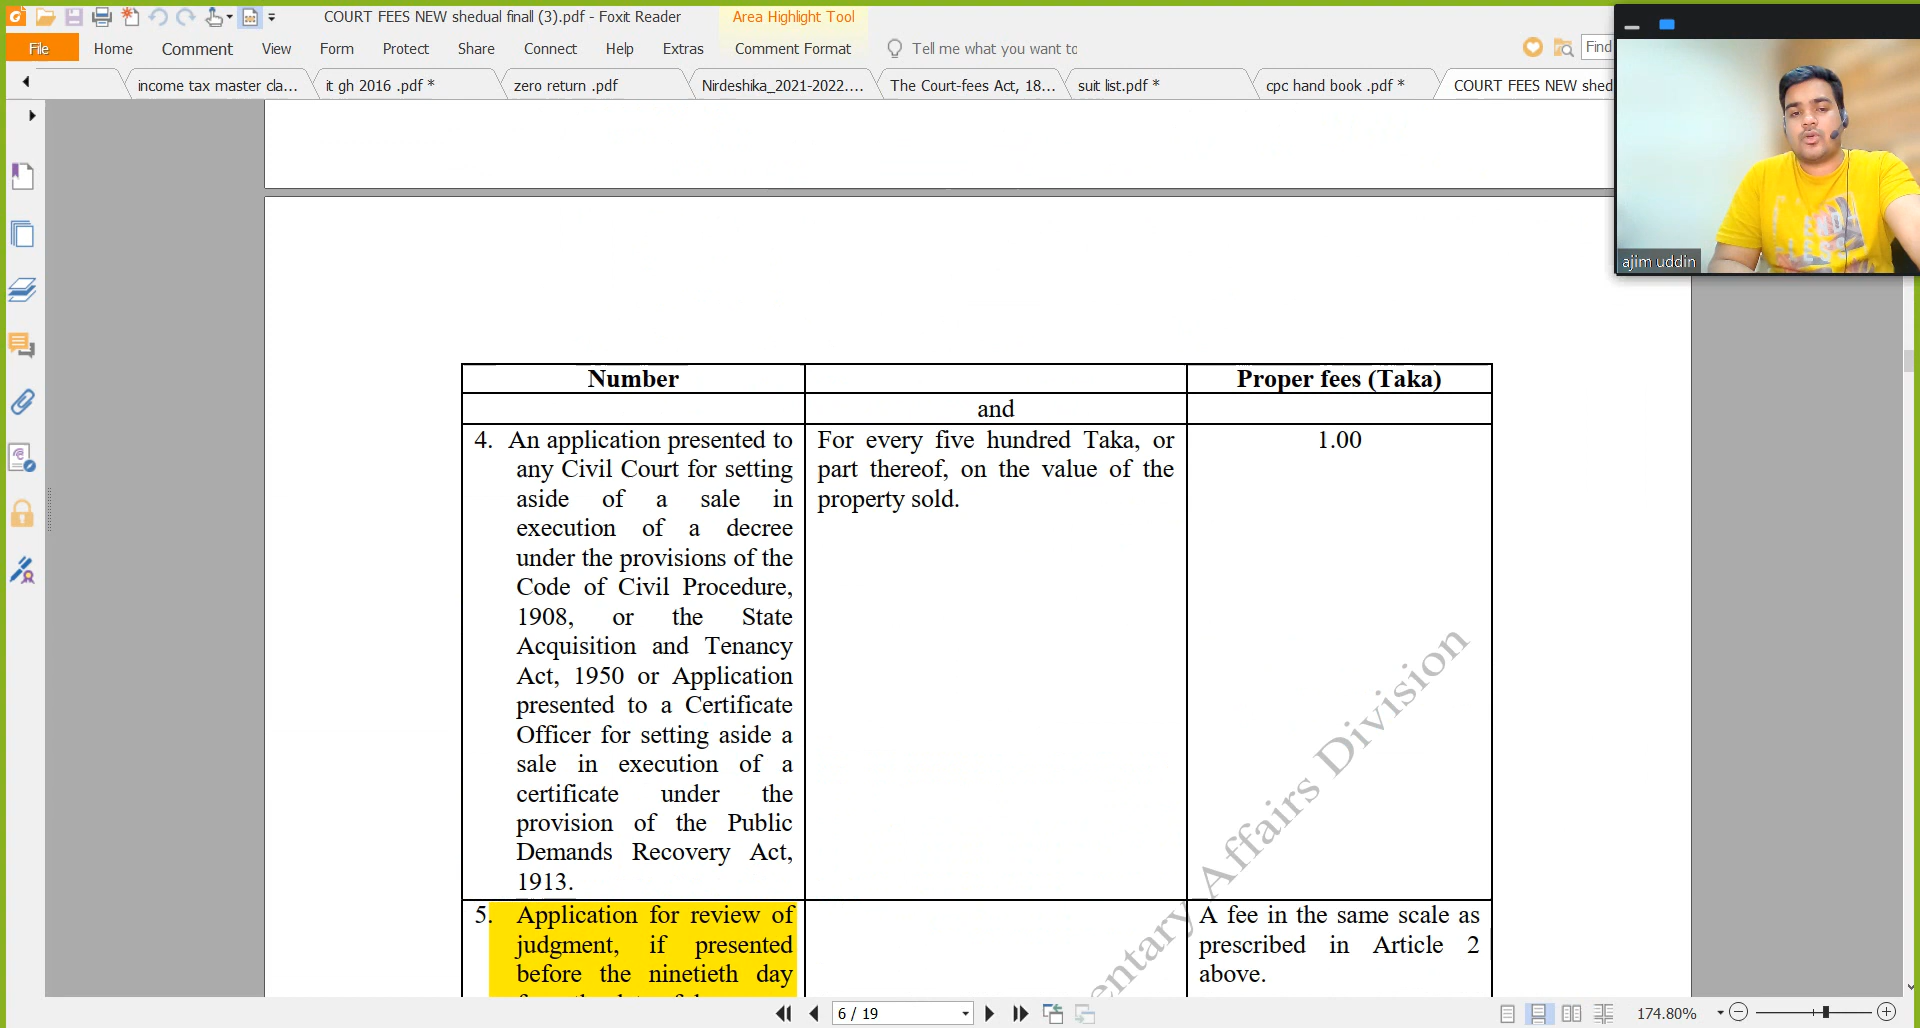 COURT FEES NEW shedual finall (3).pdf - Foxit Reader
Area Highlight Tool
File Home Comment View Form Protect Share Connect Help Extras Comment Format Tell me what you want to
Find
income tax master cla... it gh 2016 .pdf * zero return .pdf Nirdeshika_2021-2022.... The Court-fees Act, 18... suit list.pdf * cpc hand book .pdf * COURT FEES NEW shed
ajim uddin
Number Proper fees (Taka)
and
4. An application presented to
any Civil Court for setting
aside of a sale in
execution of a decree
under the provisions of the
Code of Civil Procedure,
1908, or the State
Acquisition and Tenancy
Act, 1950 or Application
presented to a Certificate
Officer for setting aside a
sale in execution of a
certificate under the
provision of the Public
Demands Recovery Act,
1913.
For every five hundred Taka, or
part thereof, on the value of the
property sold.
1.00
5. Application for review of
judgment, if presented
before the ninetieth day
A fee in the same scale as
prescribed in Article 2
above.
entary Affairs Division
6 / 19
174.80%